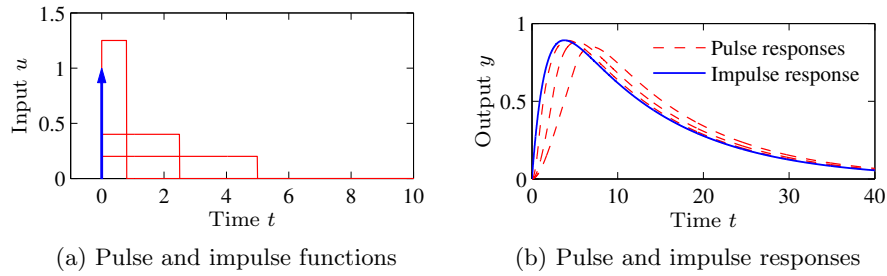 1.5
1
0.5
0
Input u
0 2 4 6 8 10
Time t
(a) Pulse and impulse functions
1
0.5
0
Output y
Pulse responses
Impulse response
0 10 20 30 40
Time t
(b) Pulse and impulse responses